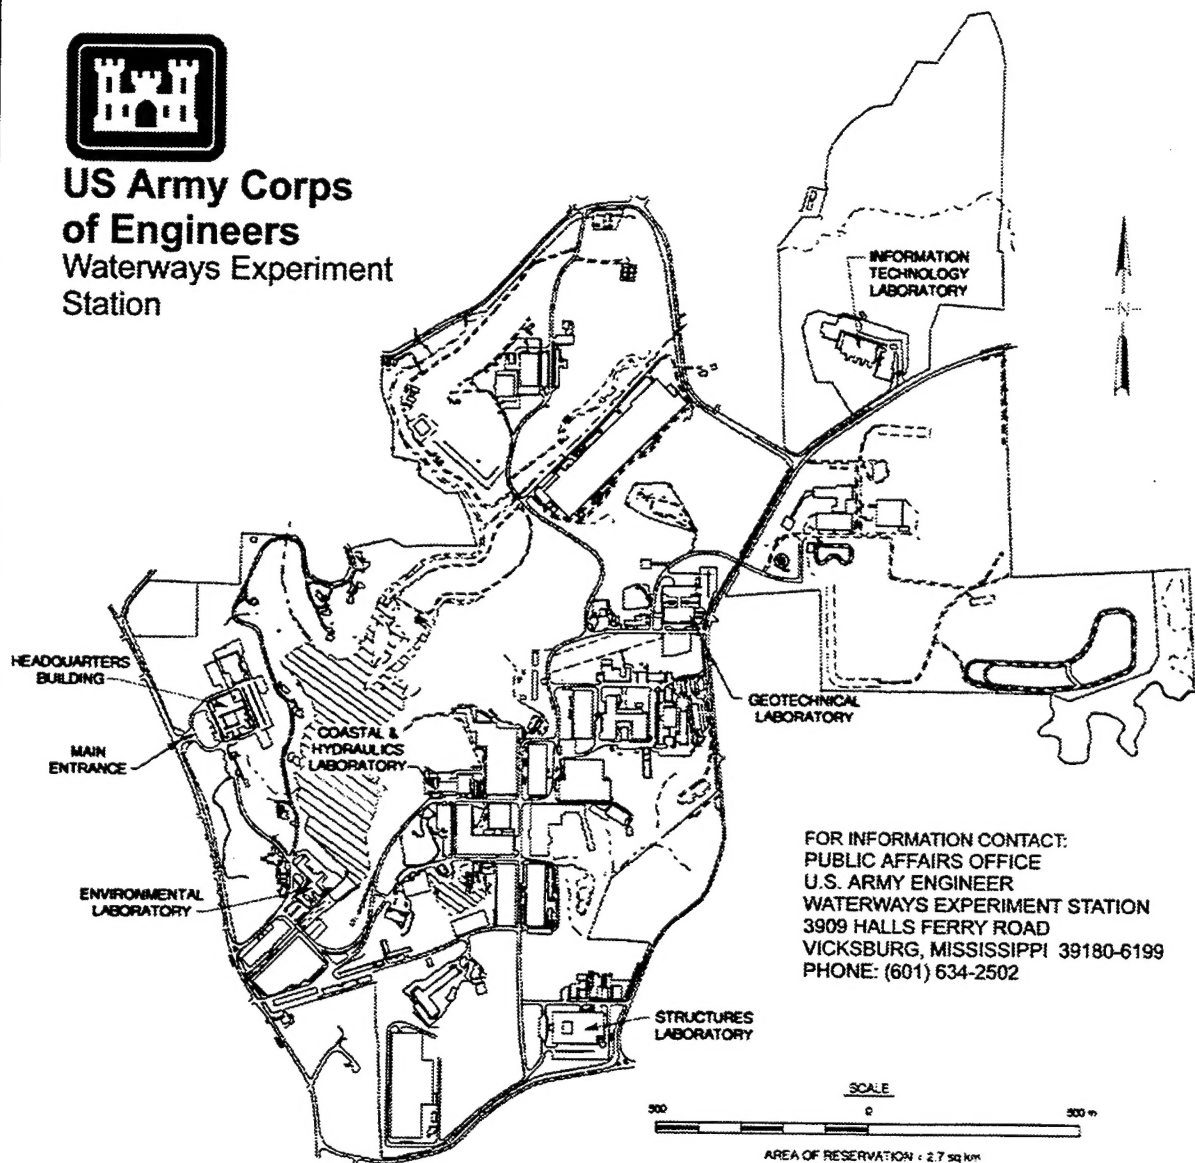 US Army Corps
of Engineers
Waterways Experiment
Station
INFORMATION
TECHNOLOGY
LABORATORY
N
HEADQUARTERS
BUILDING
MAIN
ENTRANCE
COASTAL &
HYDRAULICS
LABORATORY
GEOTECHNICAL
LABORATORY
ENVIRONMENTAL
LABORATORY
STRUCTURES
LABORATORY
FOR INFORMATION CONTACT:
PUBLIC AFFAIRS OFFICE
U.S. ARMY ENGINEER
WATERWAYS EXPERIMENT STATION
3909 HALLS FERRY ROAD
VICKSBURG, MISSISSIPPI 39180-6199
PHONE: (601) 634-2502
SCALE
500 0 500 m
AREA OF RESERVATION : 2.7 sq km